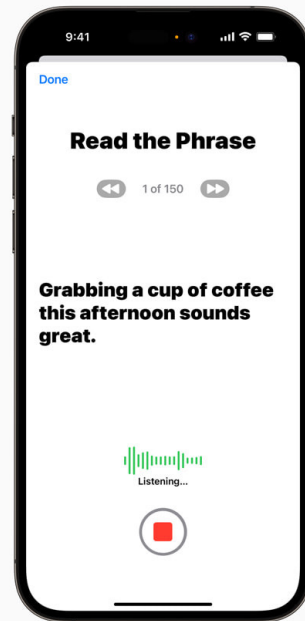 9:41
Done
Read the Phrase
1 of 150
Grabbing a cup of coffee
this afternoon sounds
great.
Listening...